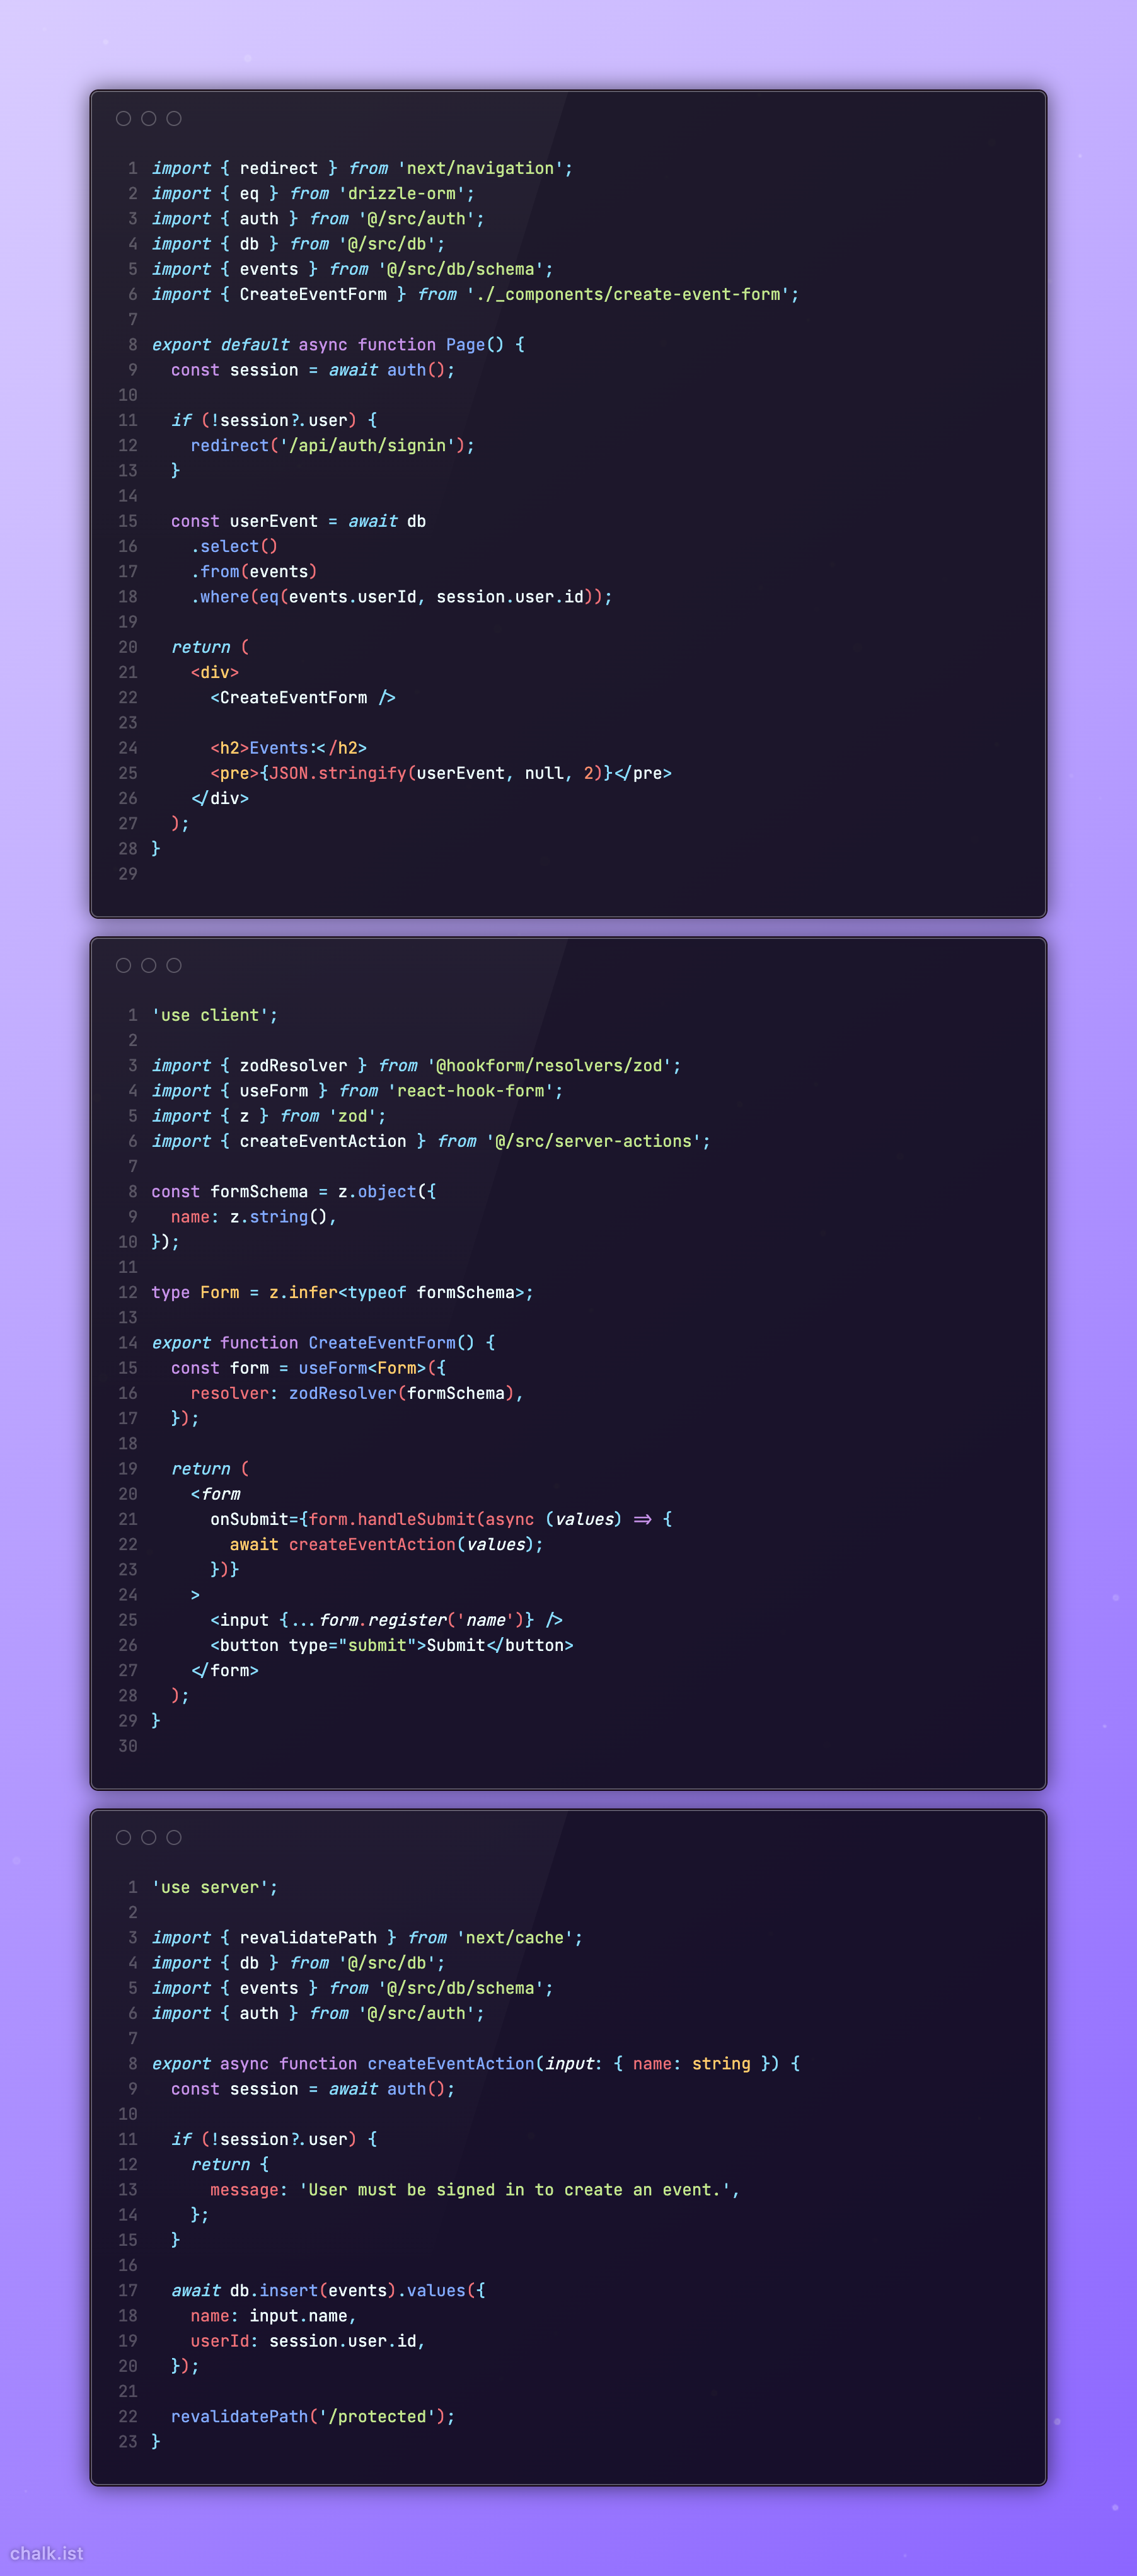 1 import { redirect } from 'next/navigation';
2 import { eq } from 'drizzle-orm';
3 import { auth } from '@/src/auth';
4 import { db } from '@/src/db';
5 import { events } from '@/src/db/schema';
6 import { CreateEventForm } from './_components/create-event-form';
7
8 export default async function Page() {
9   const session = await auth();
10
11   if (!session?.user) {
12     redirect('/api/auth/signin');
13   }
14
15   const userEvent = await db
16     .select()
17     .from(events)
18     .where(eq(events.userId, session.user.id));
19
20   return (
21     <div>
22       <CreateEventForm />
23
24       <h2>Events:</h2>
25       <pre>{JSON.stringify(userEvent, null, 2)}</pre>
26     </div>
27   );
28 }
29
1 'use client';
2
3 import { zodResolver } from '@hookform/resolvers/zod';
4 import { useForm } from 'react-hook-form';
5 import { z } from 'zod';
6 import { createEventAction } from '@/src/server-actions';
7
8 const formSchema = z.object({
9   name: z.string(),
10 });
11
12 type Form = z.infer<typeof formSchema>;
13
14 export function CreateEventForm() {
15   const form = useForm<Form>({
16     resolver: zodResolver(formSchema),
17   });
18
19   return (
20     <form
21       onSubmit={form.handleSubmit(async (values) => {
22         await createEventAction(values);
23       })}
24     >
25       <input {...form.register('name')} />
26       <button type="submit">Submit</button>
27     </form>
28   );
29 }
30
1 'use server';
2
3 import { revalidatePath } from 'next/cache';
4 import { db } from '@/src/db';
5 import { events } from '@/src/db/schema';
6 import { auth } from '@/src/auth';
7
8 export async function createEventAction(input: { name: string }) {
9   const session = await auth();
10
11   if (!session?.user) {
12     return {
13       message: 'User must be signed in to create an event.',
14     };
15   }
16
17   await db.insert(events).values({
18     name: input.name,
19     userId: session.user.id,
20   });
21
22   revalidatePath('/protected');
23 }
chalk.ist